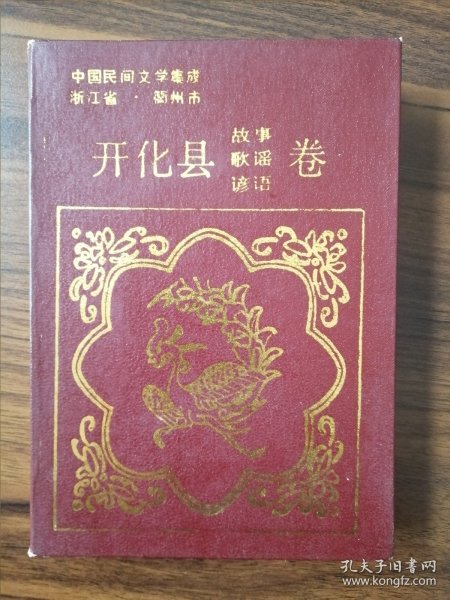 中国民间文学集成
浙江省·衢州市
开化县 故事 歌谣 谚语 卷
孔夫子旧书网
www.kongfz.com